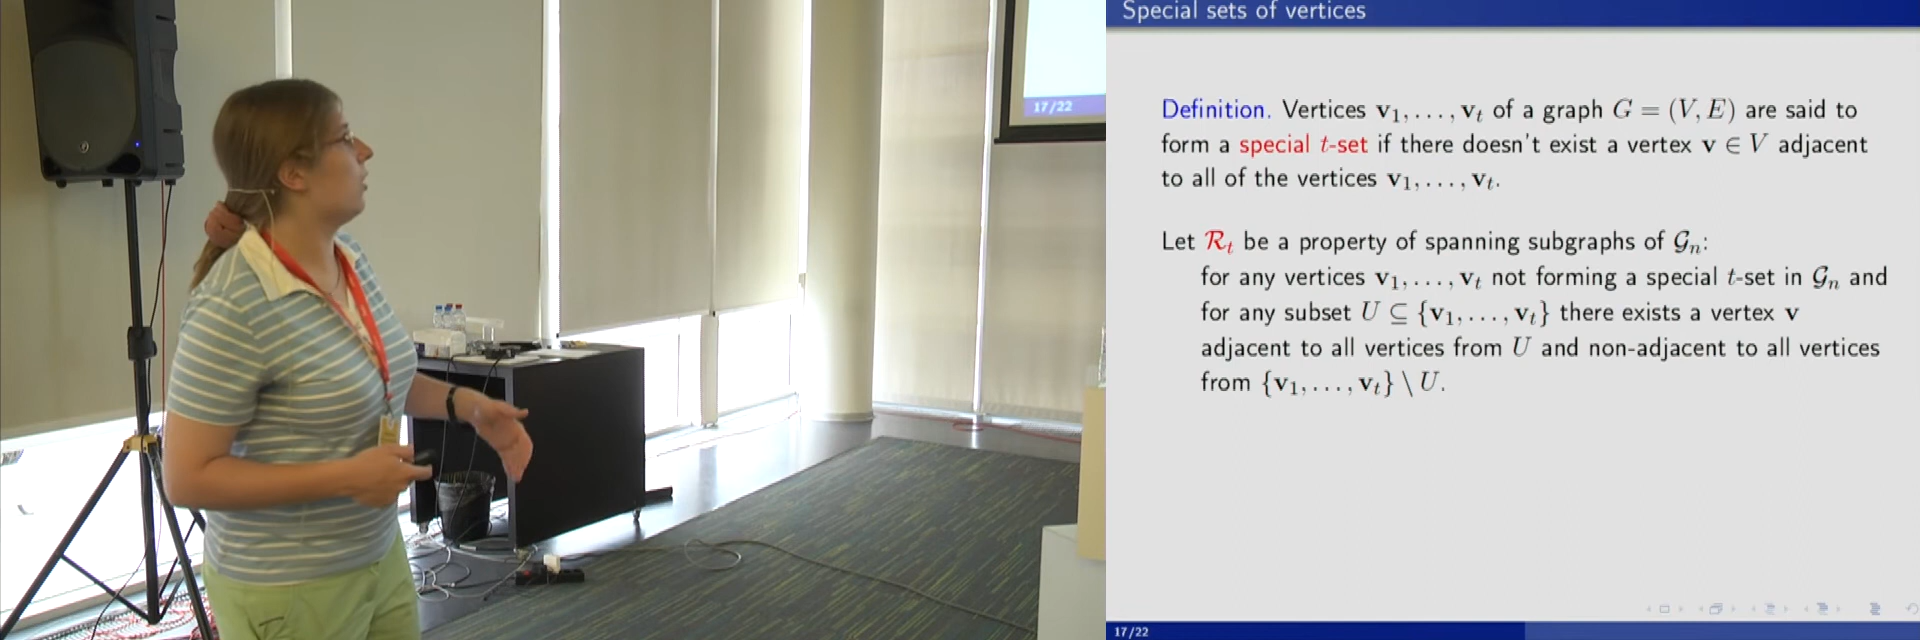 17/22
Special sets of vertices
Definition. Vertices v₁, . . . , vₜ of a graph G = (V, E) are said to
form a special t-set if there doesn't exist a vertex v ∈ V adjacent
to all of the vertices v₁, . . . , vₜ.
Let ℛₜ be a property of spanning subgraphs of 𝒢ₙ:
for any vertices v₁, . . . , vₜ not forming a special t-set in 𝒢ₙ and
for any subset U ⊆ {v₁, . . . , vₜ} there exists a vertex v
adjacent to all vertices from U and non-adjacent to all vertices
from {v₁, . . . , vₜ} \ U.
17/22